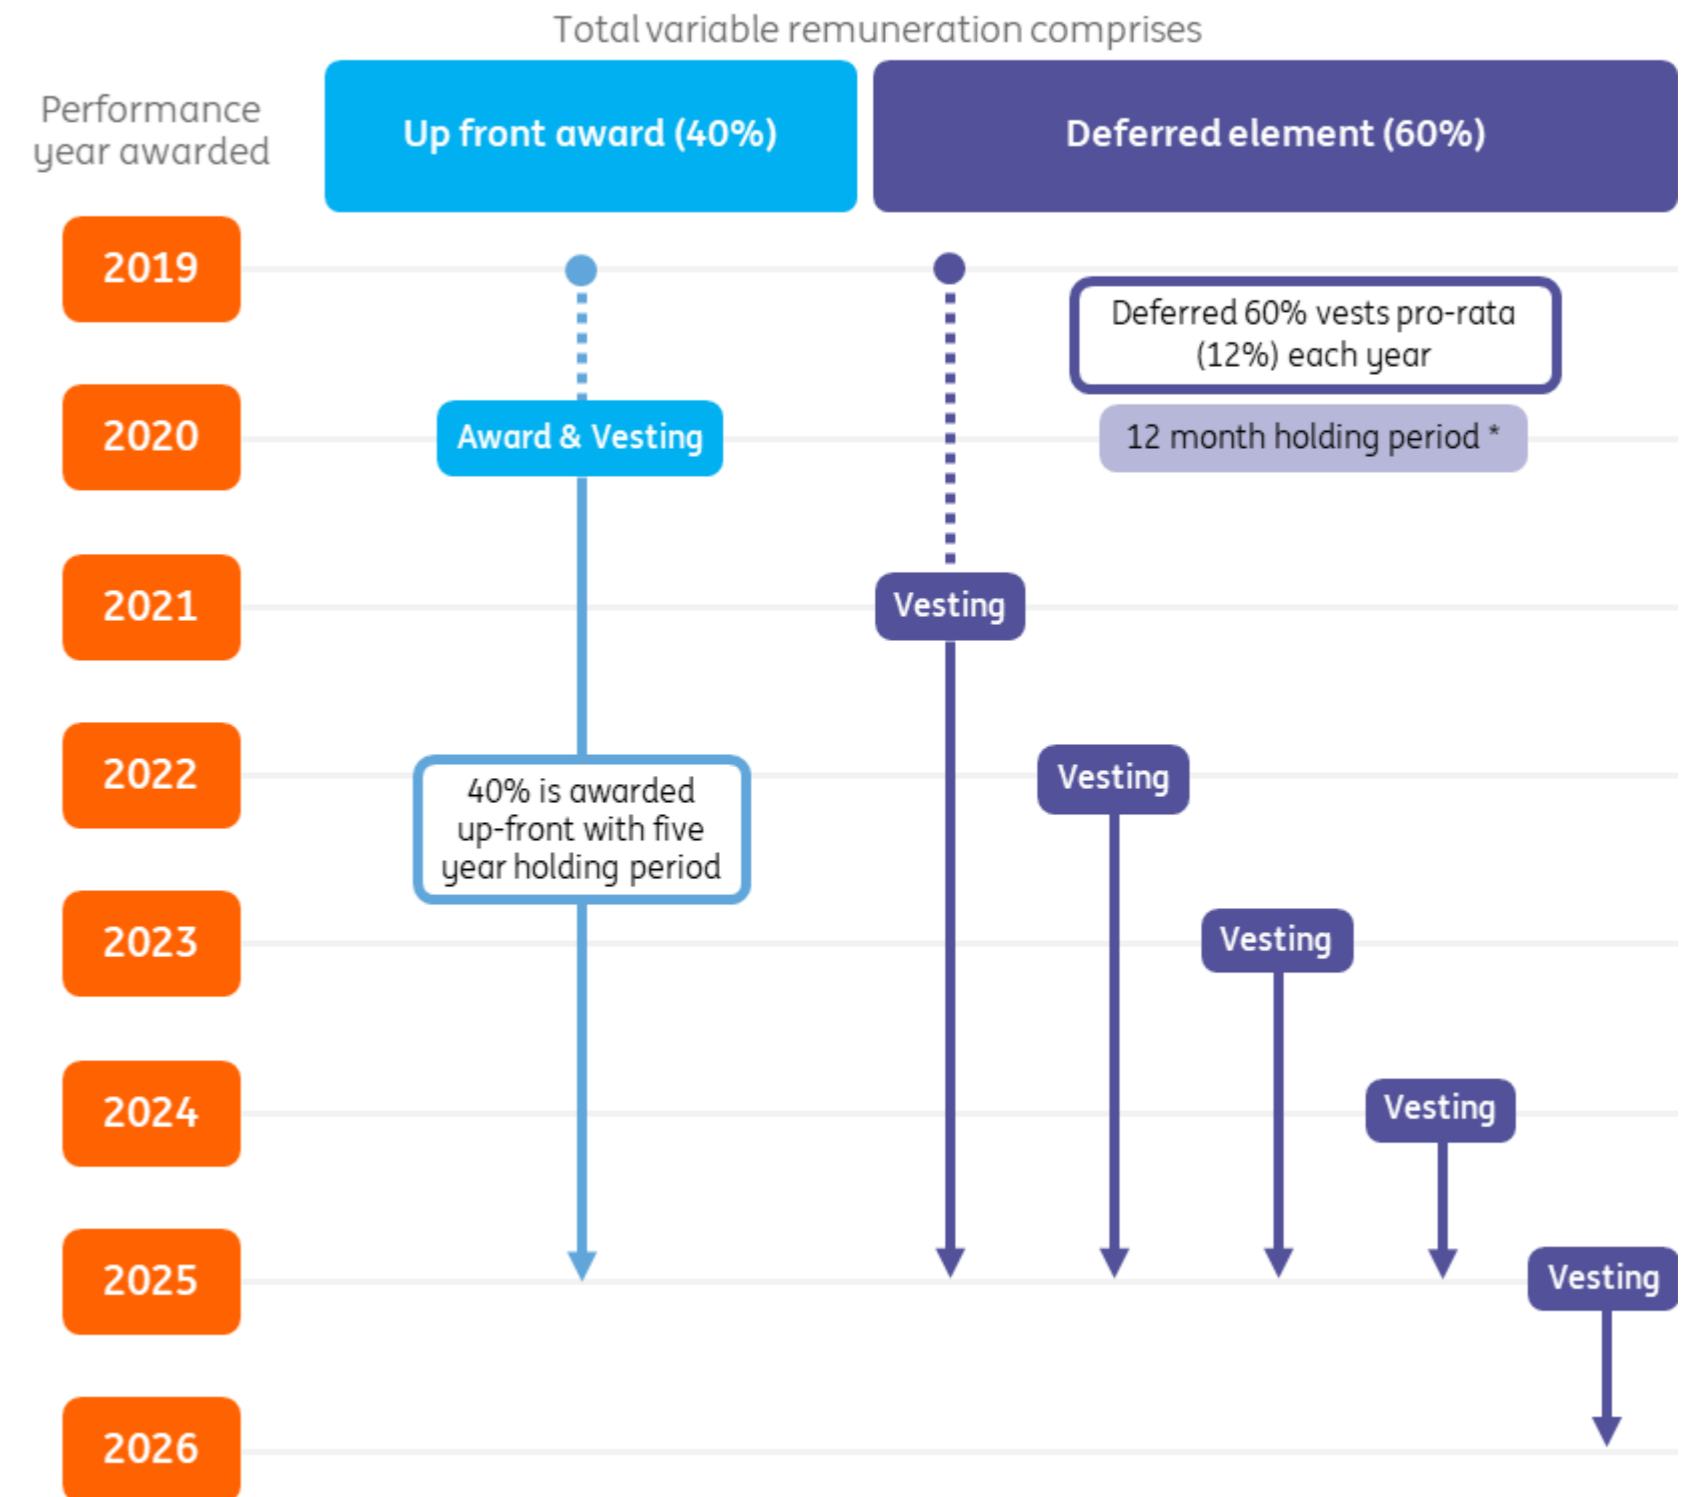 Total variable remuneration comprises
Performance
year awarded
Up front award (40%)
Deferred element (60%)
2019
Deferred 60% vests pro-rata
(12%) each year
2020
Award & Vesting
12 month holding period *
2021
Vesting
2022
Vesting
40% is awarded
up-front with five
year holding period
2023
Vesting
2024
Vesting
2025
Vesting
2026